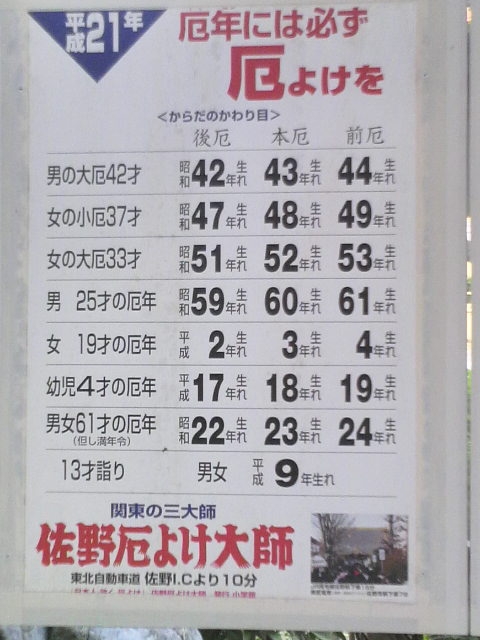 平成21年
厄年には必ず
厄よけを
<からだのかわり目>
後厄 本厄 前厄
男の大厄42才 昭和42年生れ 43年生れ 44年生れ
女の小厄37才 昭和47年生れ 48年生れ 49年生れ
女の大厄33才 昭和51年生れ 52年生れ 53年生れ
男 25才の厄年 昭和59年生れ 60年生れ 61年生れ
女 19才の厄年 平成2年生れ 3年生れ 4年生れ
幼児4才の厄年 平成17年生れ 18年生れ 19年生れ
男女61才の厄年 昭和22年生れ 23年生れ 24年生れ
(但し満年令)
13才詣り 男女 平成9年生れ
関東の三大師
佐野厄よけ大師
東北自動車道 佐野I.Cより10分